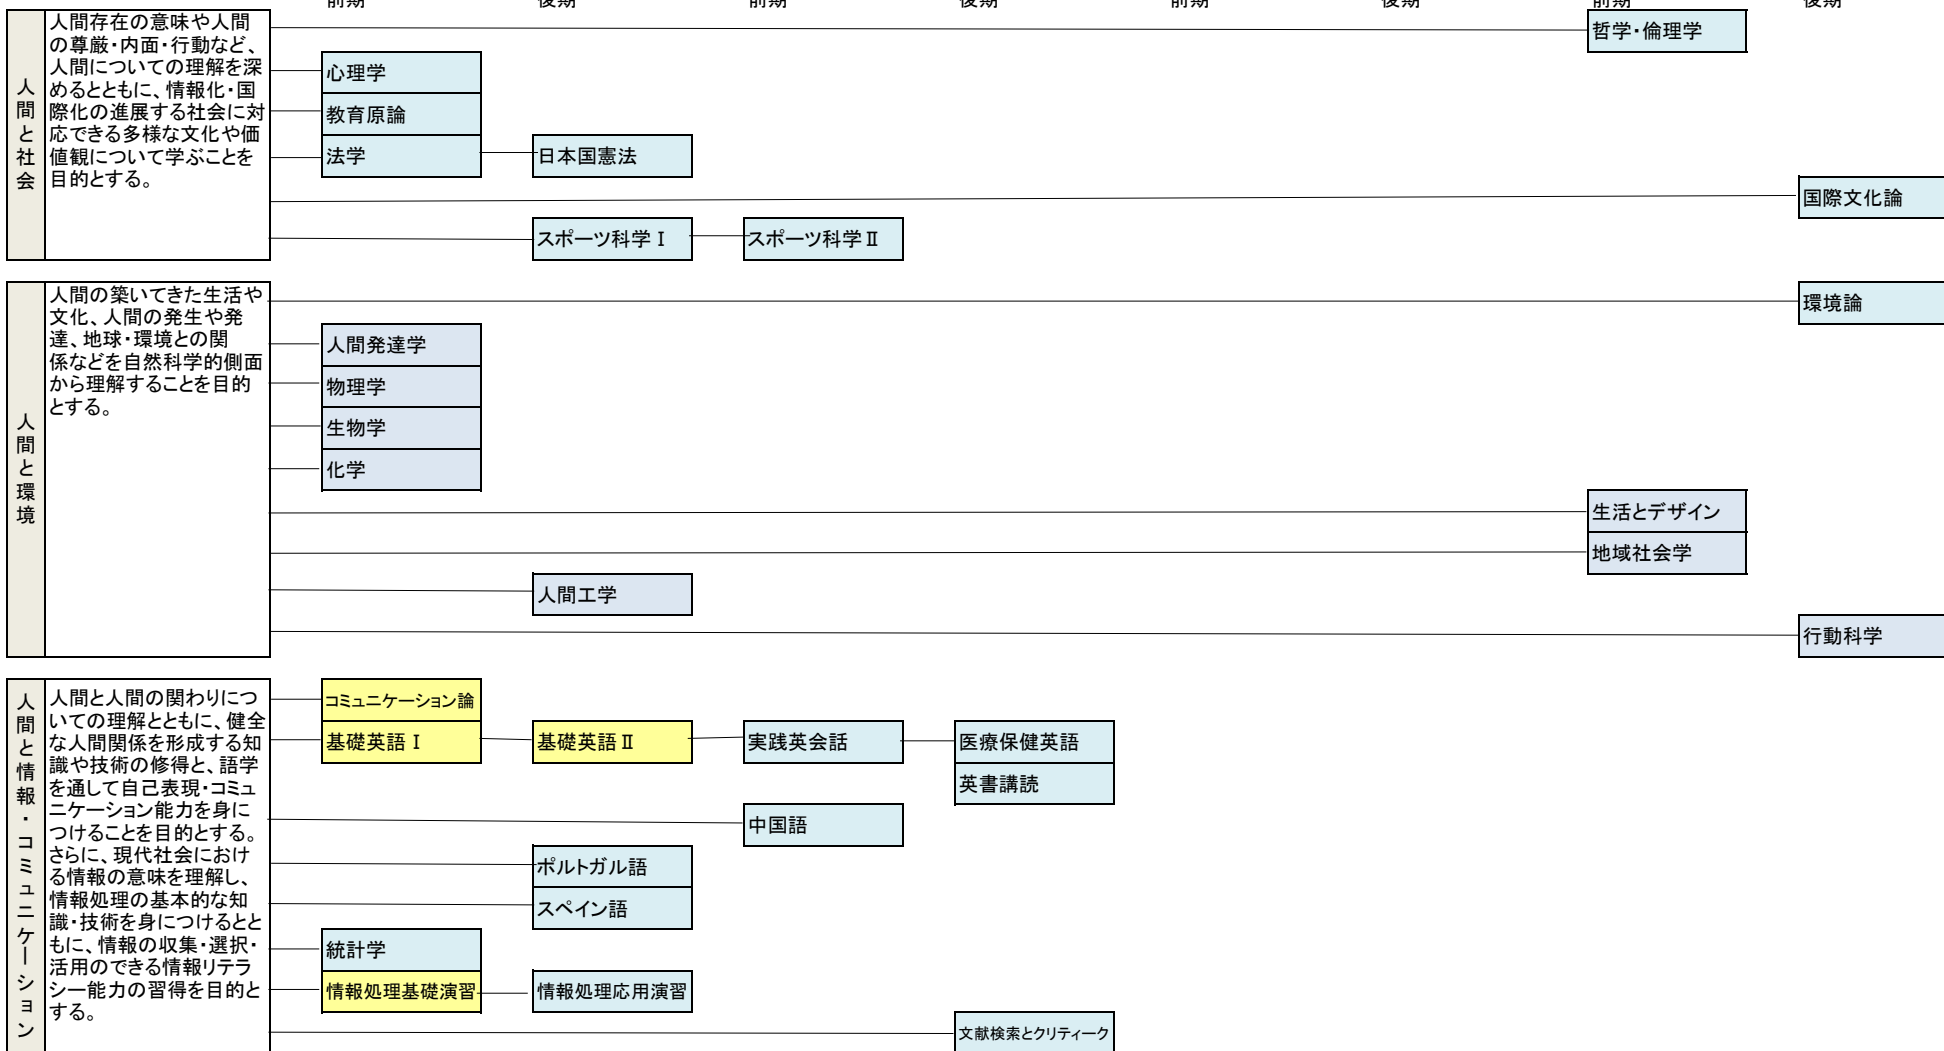 前期 後期 前期 後期 前期 後期 前期 後期
人間と社会
人間存在の意味や人間
の尊厳・内面・行動など、
人間についての理解を深
めるとともに、情報化・国
際化の進展する社会に対
応できる多様な文化や価
値観について学ぶことを
目的とする。
哲学・倫理学
心理学
教育原論
法学
日本国憲法
国際文化論
スポーツ科学Ⅰ
スポーツ科学Ⅱ
人間と環境
人間の築いてきた生活や
文化、人間の発生や発
達、地球・環境との関
係などを自然科学的側面
から理解することを目的
とする。
環境論
人間発達学
物理学
生物学
化学
生活とデザイン
地域社会学
人間工学
行動科学
人間と情報・コミュニケーション
人間と人間の関わりにつ
いての理解とともに、健全
な人間関係を形成する知
識や技術の修得と、語学
を通して自己表現・コミュ
ニケーション能力を身に
つけることを目的とする。
さらに、現代社会におけ
る情報の意味を理解し、
情報処理の基本的な知
識・技術を身につけるとと
もに、情報の収集・選択・
活用のできる情報リテラ
シー能力の習得を目的と
する。
コミュニケーション論
基礎英語Ⅰ
基礎英語Ⅱ
実践英会話
医療保健英語
英書講読
中国語
ポルトガル語
スペイン語
統計学
情報処理基礎演習
情報処理応用演習
文献検索とクリティーク